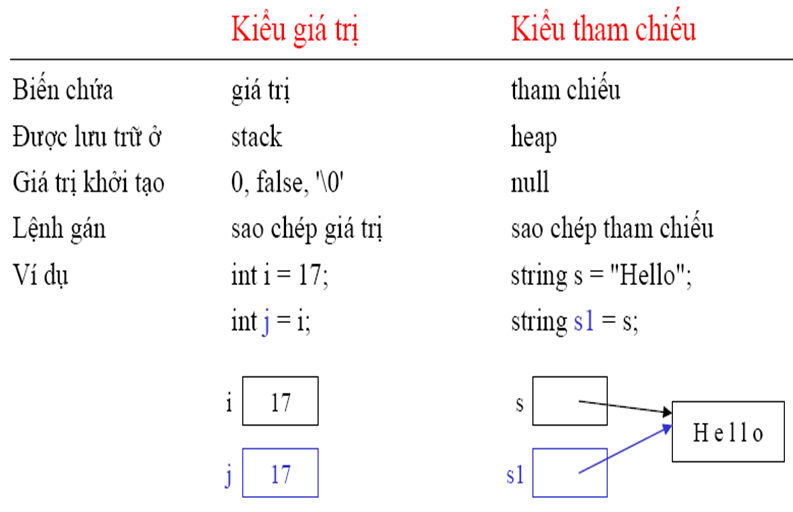 Kiểu giá trị Kiểu tham chiếu
Biến chứa giá trị tham chiếu
Được lưu trữ ở stack heap
Giá trị khởi tạo 0, false, '\0' null
Lệnh gán sao chép giá trị sao chép tham chiếu
Ví dụ int i = 17; string s = "Hello";
int j = i; string s1 = s;
i 17 s
Hello
j 17 s1